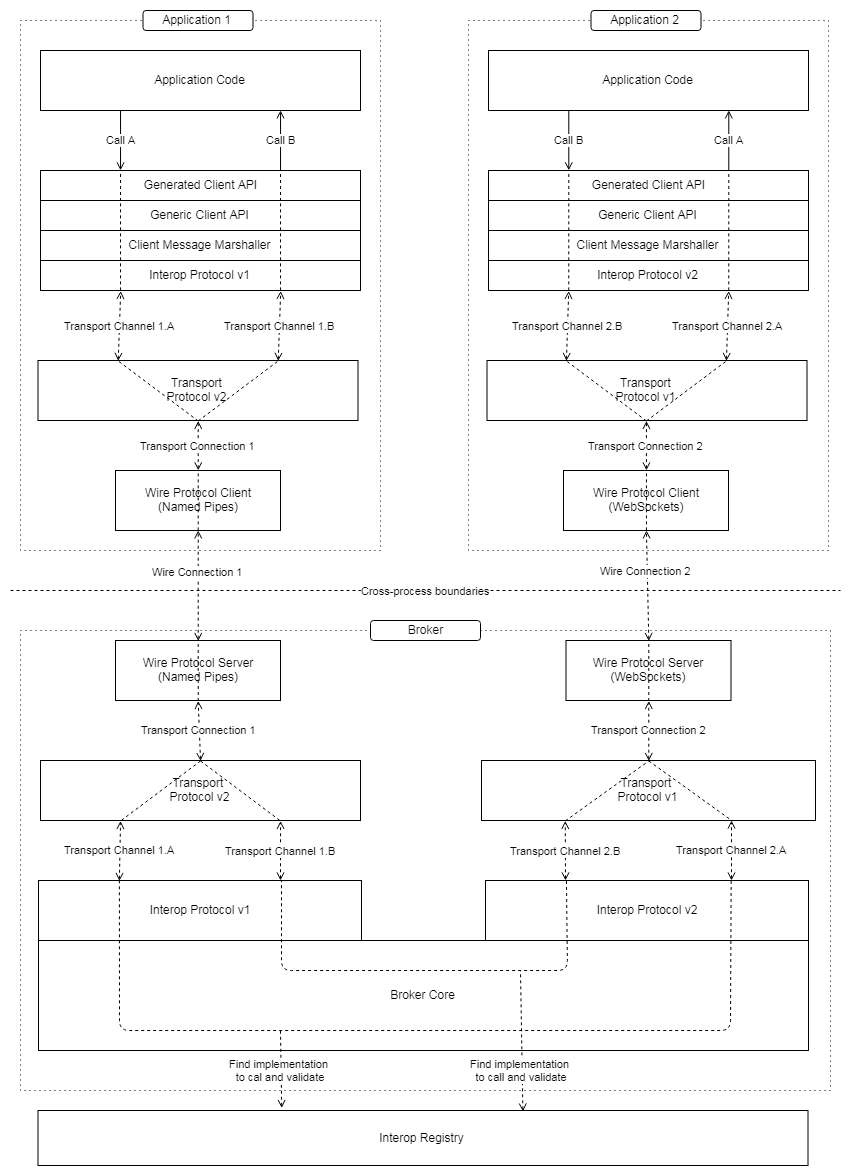 Application 1
Application 2
Application Code
Application Code
Call A
Call B
Call B
Call A
Generated Client API
Generated Client API
Generic Client API
Generic Client API
Client Message Marshaller
Client Message Marshaller
Interop Protocol v1
Interop Protocol v2
Transport Channel 1.A
Transport Channel 1.B
Transport Channel 2.B
Transport Channel 2.A
Transport
Protocol v2
Transport
Protocol v1
Transport Connection 1
Transport Connection 2
Wire Protocol Client
(Named Pipes)
Wire Protocol Client
(WebSockets)
Wire Connection 1
Wire Connection 2
Cross-process boundaries
Broker
Wire Protocol Server
(Named Pipes)
Wire Protocol Server
(WebSockets)
Transport Connection 1
Transport Connection 2
Transport
Protocol v2
Transport
Protocol v1
Transport Channel 1.A
Transport Channel 1.B
Transport Channel 2.B
Transport Channel 2.A
Interop Protocol v1
Interop Protocol v2
Broker Core
Find implementation
to cal and validate
Find implementation
to call and validate
Interop Registry